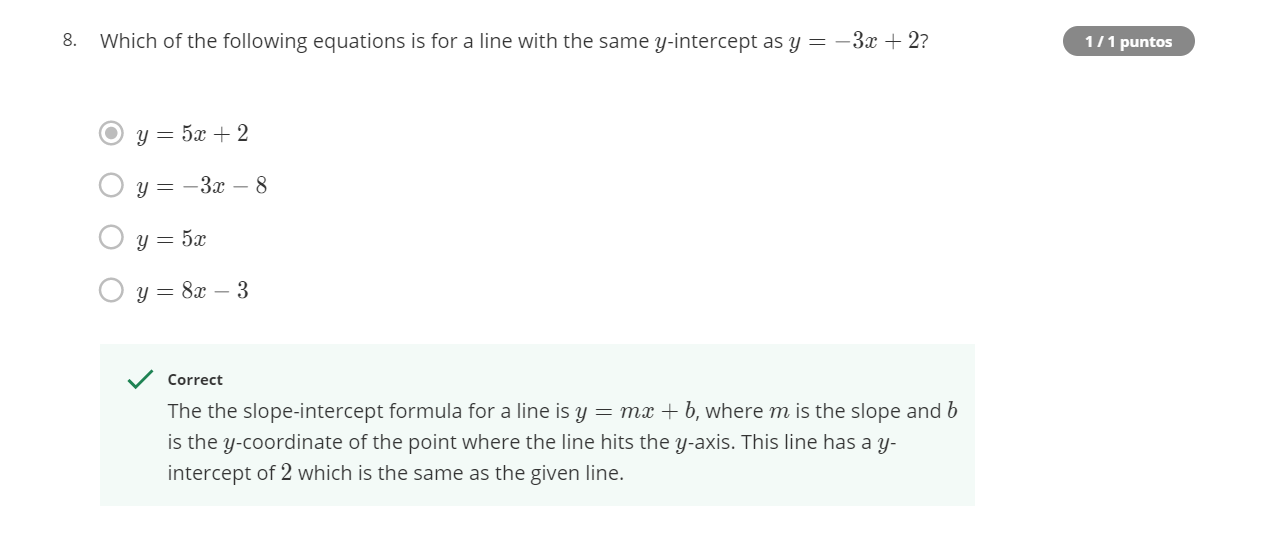 8. Which of the following equations is for a line with the same y-intercept as y = −3x + 2?
1 / 1 puntos
y = 5x + 2
y = −3x − 8
y = 5x
y = 8x − 3
Correct
The the slope-intercept formula for a line is y = mx + b, where m is the slope and b
is the y-coordinate of the point where the line hits the y-axis. This line has a y-
intercept of 2 which is the same as the given line.